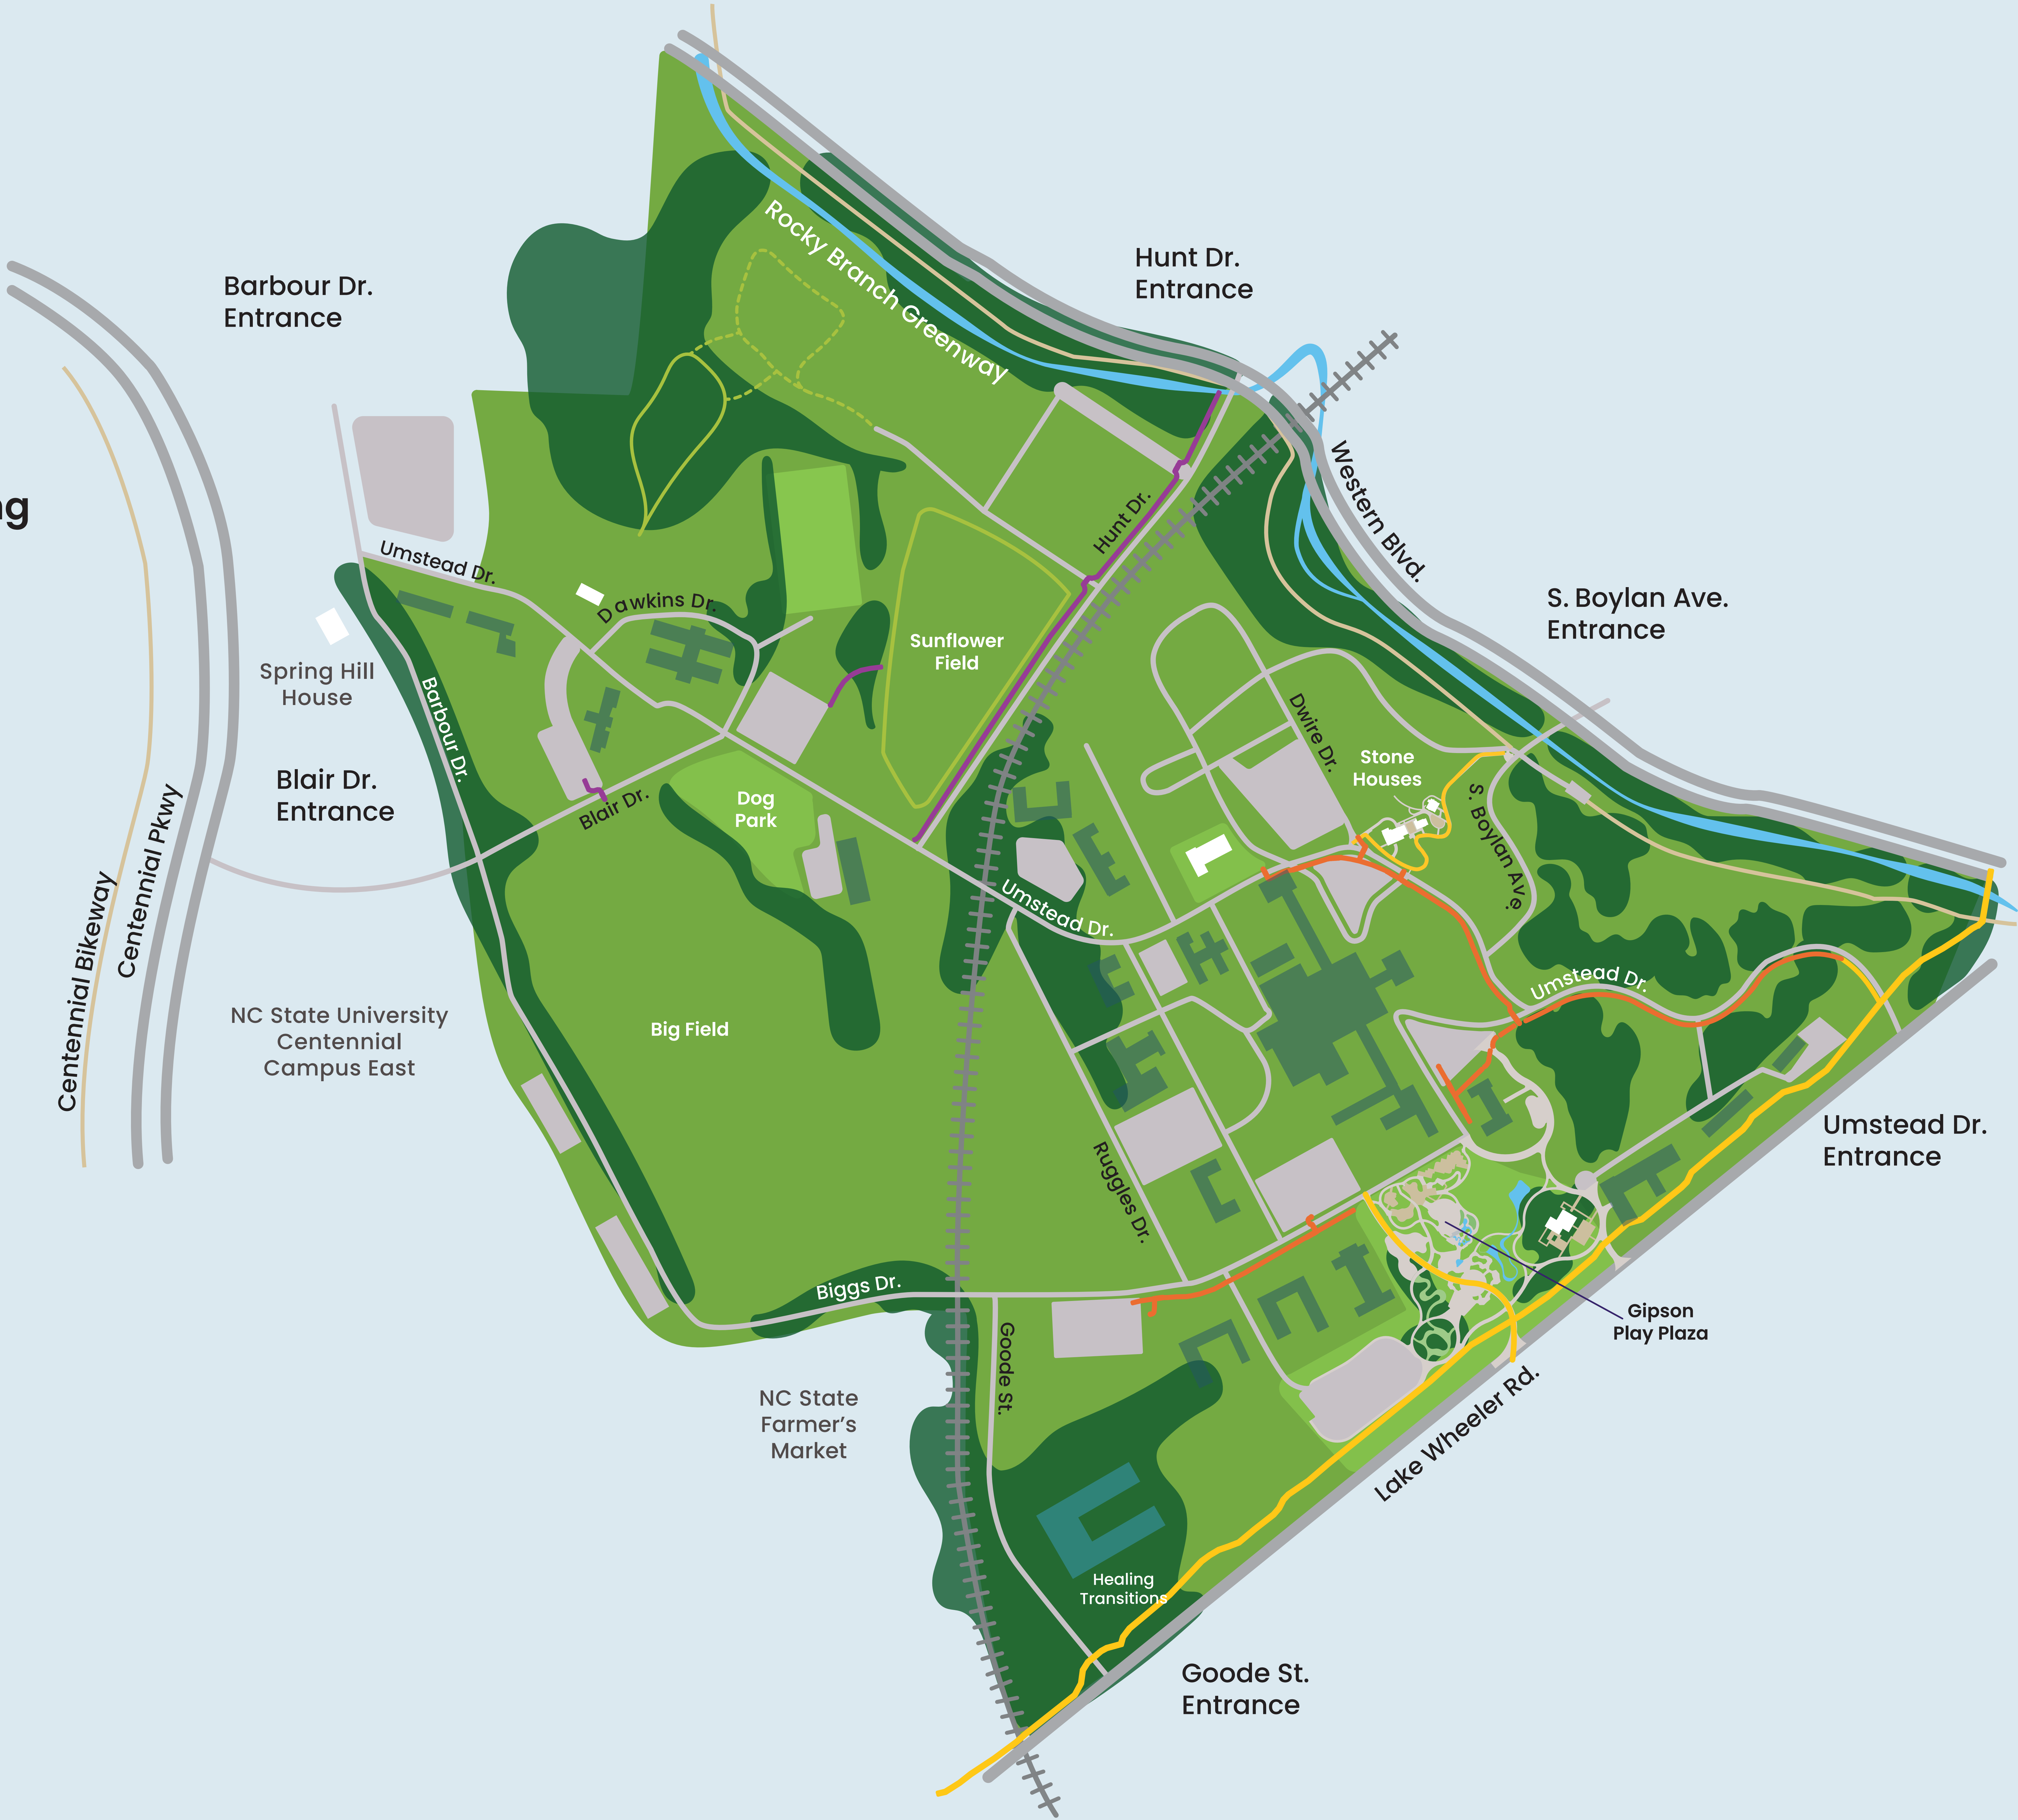 Rocky Branch Greenway
Hunt Dr.
Entrance
Barbour Dr.
Entrance
ng
Western Blvd.
Hunt Dr.
Umstead Dr.
Dawkins Dr.
S. Boylan Ave.
Entrance
Sunflower
Field
Spring Hill
House
Barbour Dr.
Dwire Dr.
Stone
Houses
Blair Dr.
Entrance
Blair Dr.
Dog
Park
S. Boylan Ave.
Centennial Pkwy
Centennial Bikeway
Umstead Dr.
Umstead Dr.
NC State University
Centennial
Campus East
Big Field
Umstead Dr.
Entrance
Ruggles Dr.
Biggs Dr.
Gipson
Play Plaza
Goode St.
NC State
Farmer’s
Market
Lake Wheeler Rd.
Healing
Transitions
Goode St.
Entrance